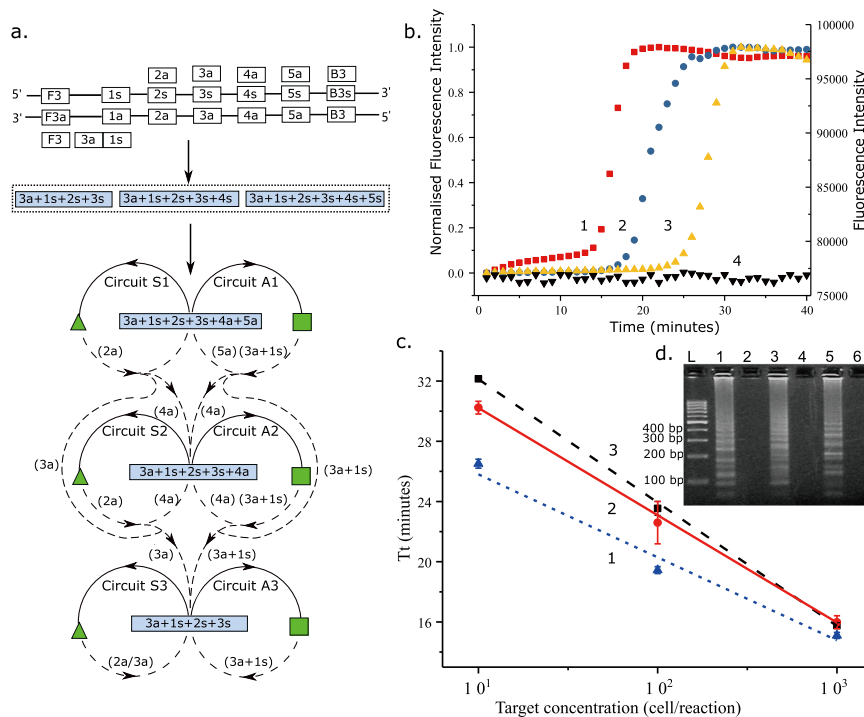 a.
2a 3a 4a 5a B3
5' F3 1s 2s 3s 4s 5s B3s 3'
3' F3a 1a 2a 3a 4a 5a B3 5'
F3 3a 1s
3a+1s+2s+3s 3a+1s+2s+3s+4s 3a+1s+2s+3s+4s+5s
Circuit S1 Circuit A1
3a+1s+2s+3s+4a+5a
(2a) (5a) (3a+1s)
(4a) (4a)
Circuit S2 Circuit A2
(3a) 3a+1s+2s+3s+4a (3a+1s)
(2a) (4a) (4a) (3a+1s)
(3a) (3a+1s)
Circuit S3 Circuit A3
3a+1s+2s+3s
(2a/3a) (3a+1s)
b.
Normalised Fluorescence Intensity
1.0
0.8
0.6
0.4
0.2
0.0
1 2 3
4
100000
95000
90000
85000
80000
75000
Fluorescence Intensity
0 10 20 30 40
Time (minutes)
c.
Tt (minutes)
32
28
24
20
16
3
2
1
10¹ 10² 10³
Target concentration (cell/reaction)
d.
L 1 2 3 4 5 6
400 bp
300 bp
200 bp
100 bp